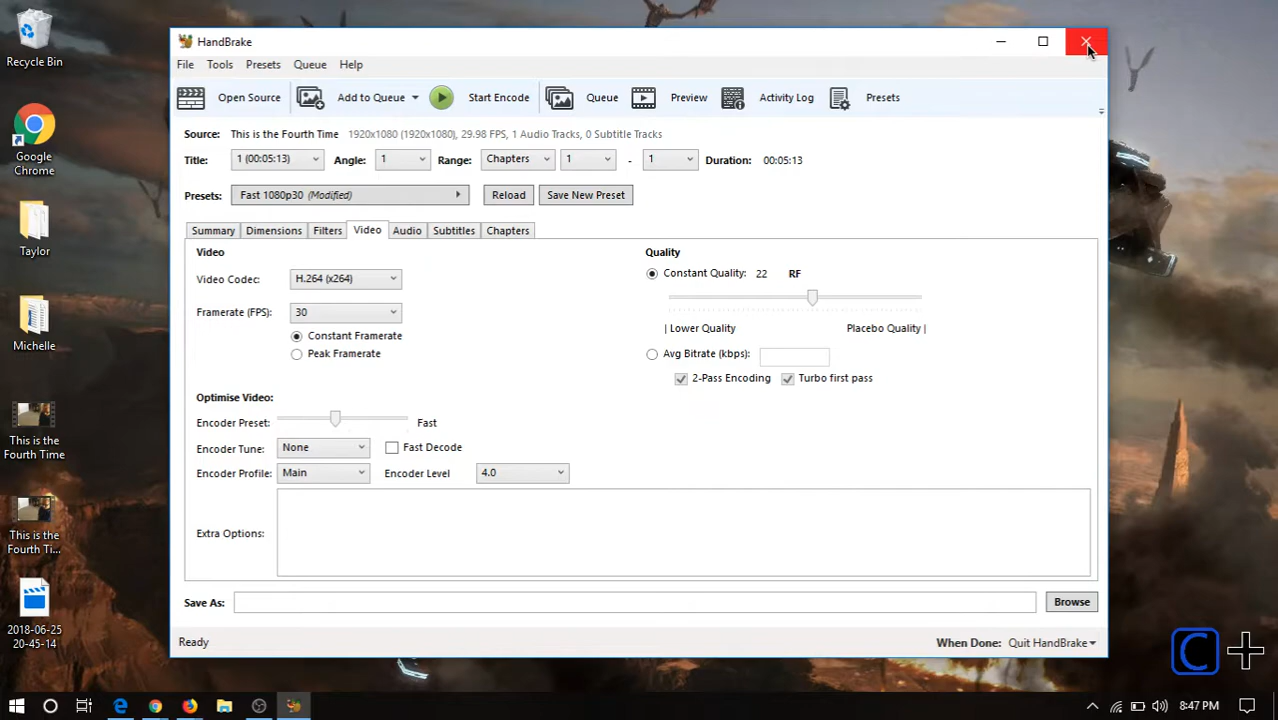 Recycle Bin
Google
Chrome
Taylor
Michelle
This is the
Fourth Time
This is the
Fourth Ti...
2018-06-25
20-45-14
HandBrake
File Tools Presets Queue Help
Open Source Add to Queue Start Encode Queue Preview Activity Log Presets
Source: This is the Fourth Time 1920x1080 (1920x1080), 29.98 FPS, 1 Audio Tracks, 0 Subtitle Tracks
Title: 1 (00:05:13) Angle: 1 Range: Chapters 1 - 1 Duration: 00:05:13
Presets: Fast 1080p30 (Modified) Reload Save New Preset
Summary Dimensions Filters Video Audio Subtitles Chapters
Video
Video Codec: H.264 (x264)
Framerate (FPS): 30
Constant Framerate
Peak Framerate
Quality
Constant Quality: 22 RF
| Lower Quality Placebo Quality |
Avg Bitrate (kbps):
2-Pass Encoding Turbo first pass
Optimise Video:
Encoder Preset: Fast
Encoder Tune: None Fast Decode
Encoder Profile: Main Encoder Level 4.0
Extra Options:
Save As: Browse
Ready When Done: Quit HandBrake
C
8:47 PM